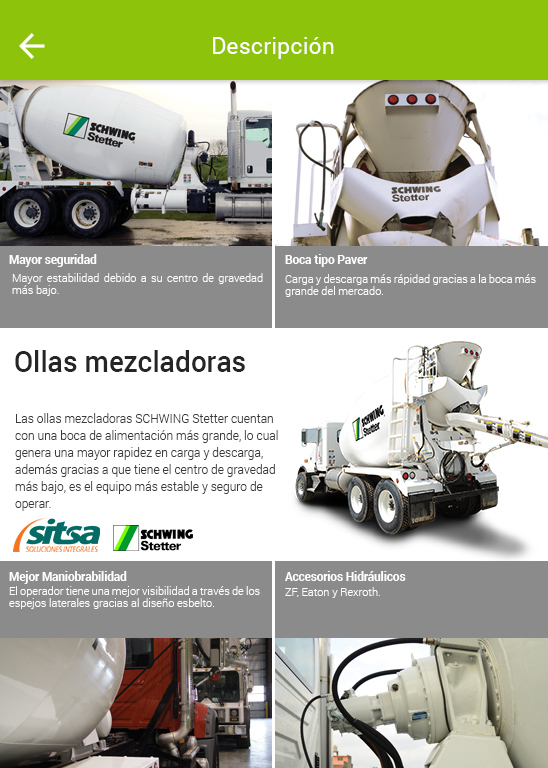 Descripción
SCHWING
Stetter
SCHWING
Stetter
Mayor seguridad
Mayor estabilidad debido a su centro de gravedad
más bajo.
Boca tipo Paver
Carga y descarga más rápidad gracias a la boca más
grande del mercado.
Ollas mezcladoras
Las ollas mezcladoras SCHWING Stetter cuentan
con una boca de alimentación más grande, lo cual
genera una mayor rapidez en carga y descarga,
además gracias a que tiene el centro de gravedad
más bajo, es el equipo más estable y seguro de
operar.
SCHWING
Stetter
sitsa
SOLUCIONES INTEGRALES
SCHWING
Stetter
Mejor Maniobrabilidad
El operador tiene una mejor visibilidad a través de los
espejos laterales gracias al diseño esbelto.
Accesorios Hidráulicos
ZF, Eaton y Rexroth.